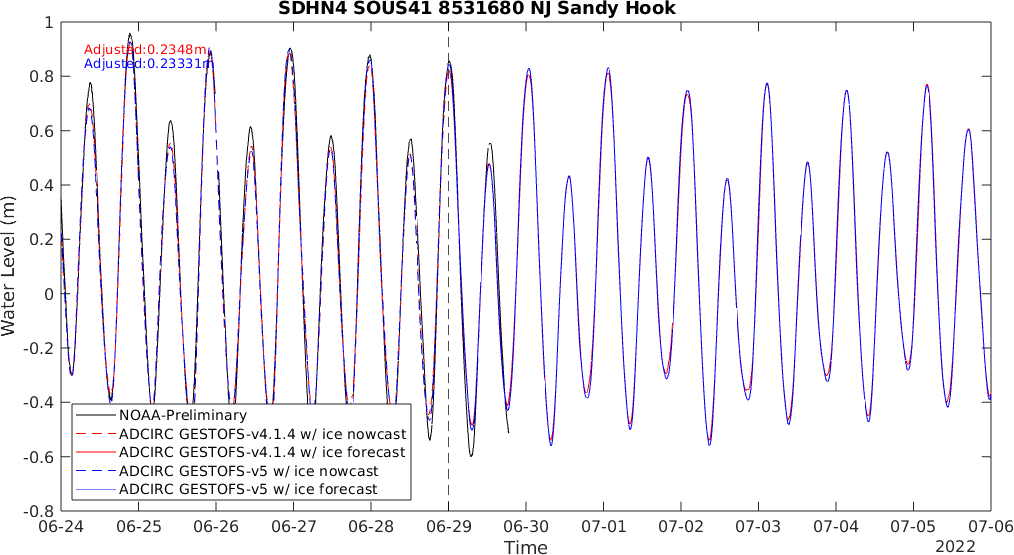 SDHN4 SOUS41 8531680 NJ Sandy Hook
Adjusted:0.2348m
Adjusted:0.23331m
Water Level (m)
1
0.8
0.6
0.4
0.2
0
-0.2
-0.4
-0.6
-0.8
NOAA-Preliminary
ADCIRC GESTOFS-v4.1.4 w/ ice nowcast
ADCIRC GESTOFS-v4.1.4 w/ ice forecast
ADCIRC GESTOFS-v5 w/ ice nowcast
ADCIRC GESTOFS-v5 w/ ice forecast
06-24 06-25 06-26 06-27 06-28 06-29 06-30 07-01 07-02 07-03 07-04 07-05 07-06
Time
2022